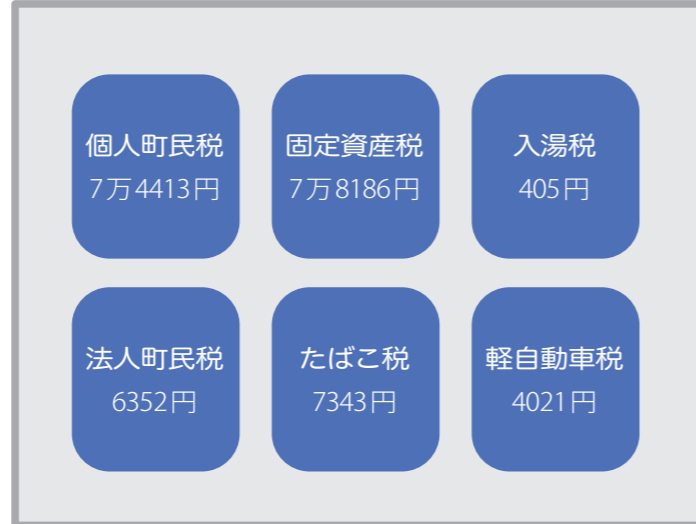 個人町民税
7万4413円
固定資産税
7万8186円
入湯税
405円
法人町民税
6352円
たばこ税
7343円
軽自動車税
4021円